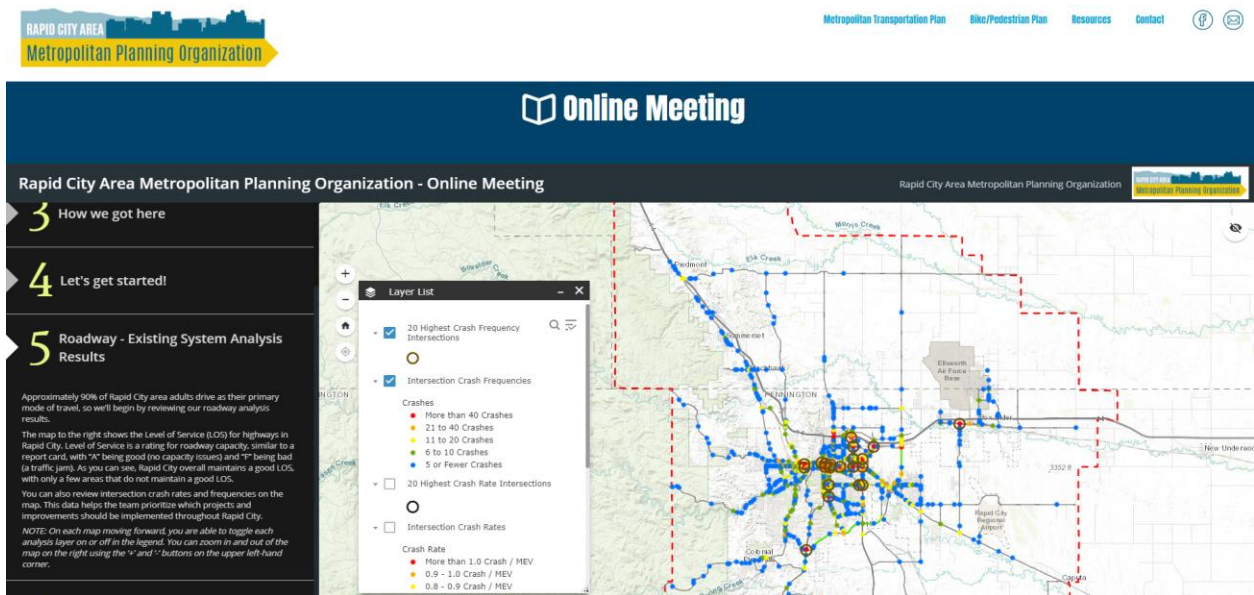 RAPID CITY AREA
Metropolitan Planning Organization
Metropolitan Transportation Plan
Bike/Pedestrian Plan
Resources
Contact
Online Meeting
Rapid City Area Metropolitan Planning Organization - Online Meeting
Rapid City Area Metropolitan Planning Organization
RAPID CITY AREA
Metropolitan Planning Organization
3 How we got here
4 Let's get started!
5 Roadway - Existing System Analysis
Results
Approximately 90% of Rapid City area adults drive as their primary
mode of travel, so we'll begin by reviewing our roadway analysis
results.
The map to the right shows the Level of Service (LOS) for highways in
Rapid City. Level of Service is a rating for roadway capacity, similar to a
report card, with "A" being good (no capacity issues) and "F" being bad
(a traffic jam). As you can see, Rapid City overall maintains a good LOS,
with only a few areas that do not maintain a good LOS.
You can also review intersection crash rates and frequencies on the
map. This data helps the team prioritize which projects and
improvements should be implemented throughout Rapid City.
NOTE: On each map moving forward, you are able to toggle each
analysis layer on or off in the legend. You can zoom in and out of the
map on the right using the '+' and '-' buttons on the upper left-hand
corner.
+
-
Layer List
20 Highest Crash Frequency
Intersections
Intersection Crash Frequencies
Crashes
More than 40 Crashes
21 to 40 Crashes
11 to 20 Crashes
6 to 10 Crashes
5 or Fewer Crashes
20 Highest Crash Rate Intersections
Intersection Crash Rates
Crash Rate
More than 1.0 Crash / MEV
0.9 - 1.0 Crash / MEV
0.8 - 0.9 Crash / MEV
Elk Creek
Piedmont
Elk Creek
PENNINGTON
Ellsworth
Air Force
Base
New Underwood
3352 ft
Rapid City
Regional
Airport
Colonial
Caputa